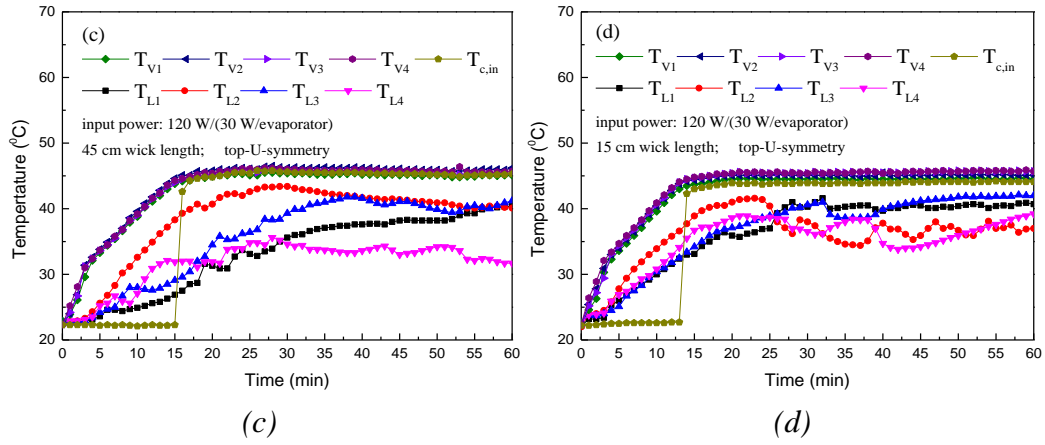 (c)
T_V1 T_V2 T_V3 T_V4 T_c,in
T_L1 T_L2 T_L3 T_L4
input power: 120 W/(30 W/evaporator)
45 cm wick length; top-U-symmetry
Tempertature (⁰C)
70
60
50
40
30
20
0 5 10 15 20 25 30 35 40 45 50 55 60
Time (min)
(c)
(d)
T_V1 T_V2 T_V3 T_V4 T_c,in
T_L1 T_L2 T_L3 T_L4
input power: 120 W/(30 W/evaporator)
15 cm wick length; top-U-symmetry
Temperature (⁰C)
70
60
50
40
30
20
0 5 10 15 20 25 30 35 40 45 50 55 60
Time (min)
(d)